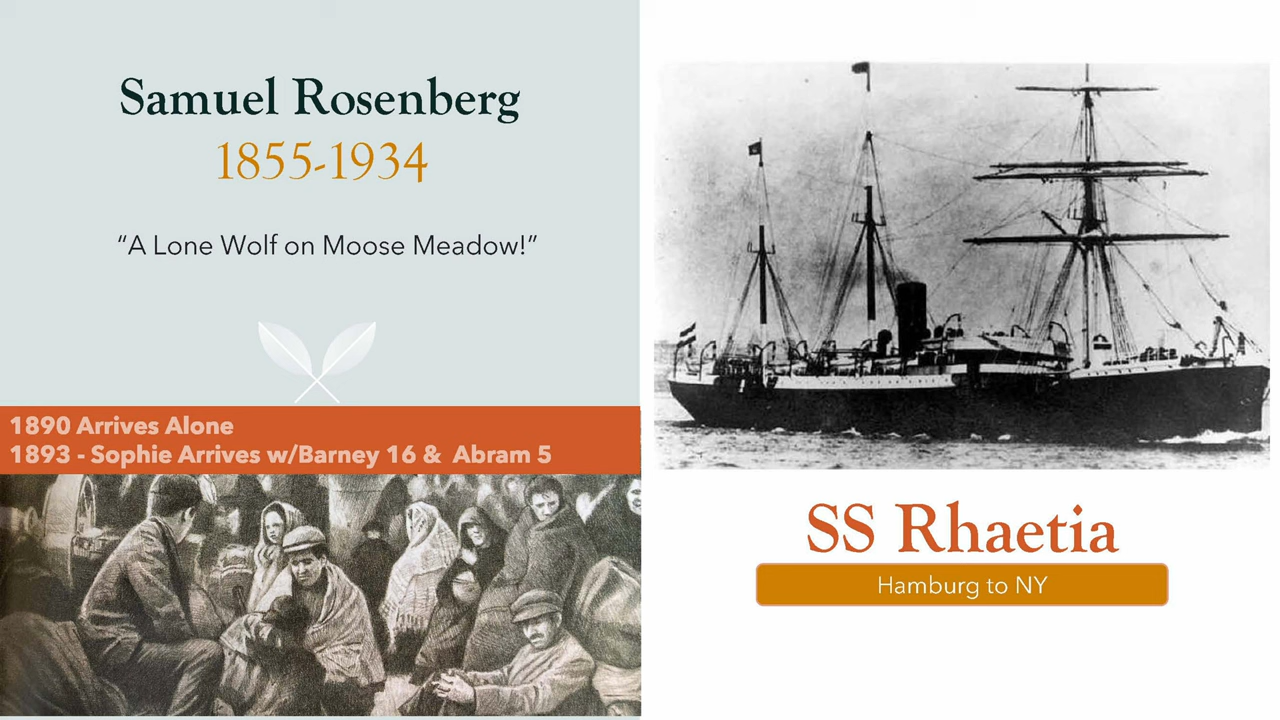 Samuel Rosenberg
1855-1934
“A Lone Wolf on Moose Meadow!”
1890 Arrives Alone
1893 - Sophie Arrives w/Barney 16 & Abram 5
SS Rhaetia
Hamburg to NY